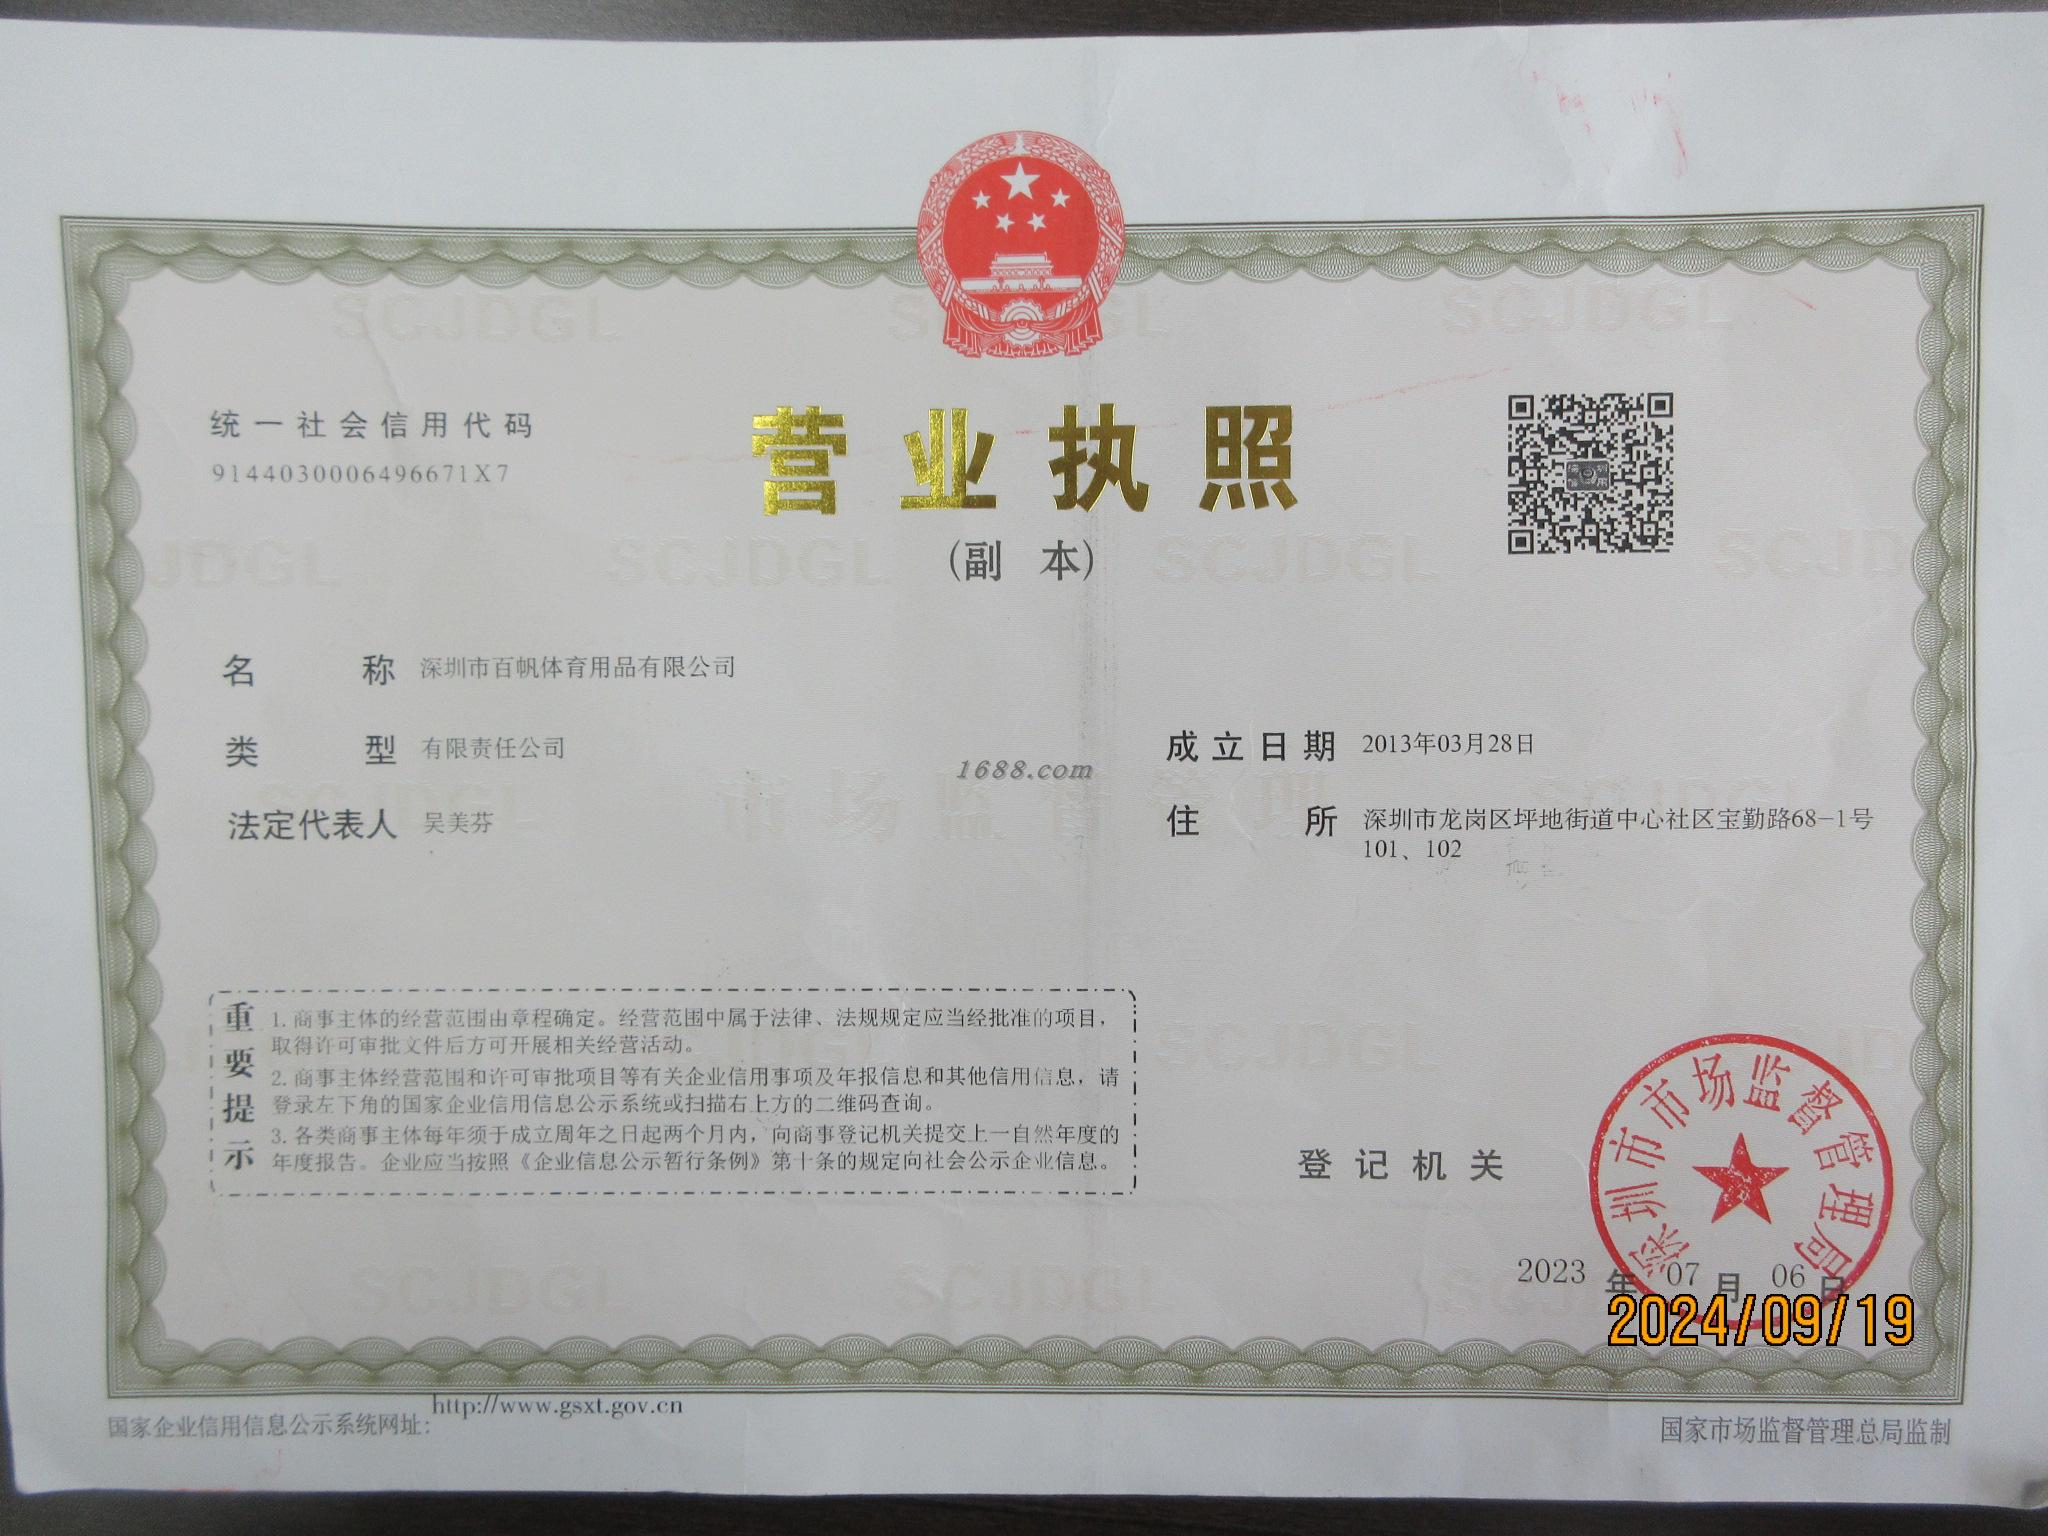 统一社会信用代码
9144030006496671X7
营业执照
(副 本)
名 称 深圳市百帆体育用品有限公司
类 型 有限责任公司
法定代表人 吴美芬
成立日期 2013年03月28日
住 所 深圳市龙岗区坪地街道中心社区宝勤路68-1号
101、102
1688.com
重要提示
1. 商事主体的经营范围由章程确定。经营范围中属于法律、法规规定应当经批准的项目，
取得许可审批文件后方可开展相关经营活动。
2. 商事主体经营范围和许可审批项目等有关企业信用事项及年报信息和其他信用信息，请
登录左下角的国家企业信用信息公示系统或扫描右上方的二维码查询。
3. 各类商事主体每年须于成立周年之日起两个月内，向商事登记机关提交上一自然年度的
年度报告。企业应当按照《企业信息公示暂行条例》第十条的规定向社会公示企业信息。
登记机关
深圳市市场监督管理局
2023 年 07 月 06 日
2024/09/19
国家企业信用信息公示系统网址: http://www.gsxt.gov.cn
国家市场监督管理总局监制
SCJDGL
SCJDGL
SCJDGL
SCJDGL
SCJDGL
SCJDGL
市场监督管理